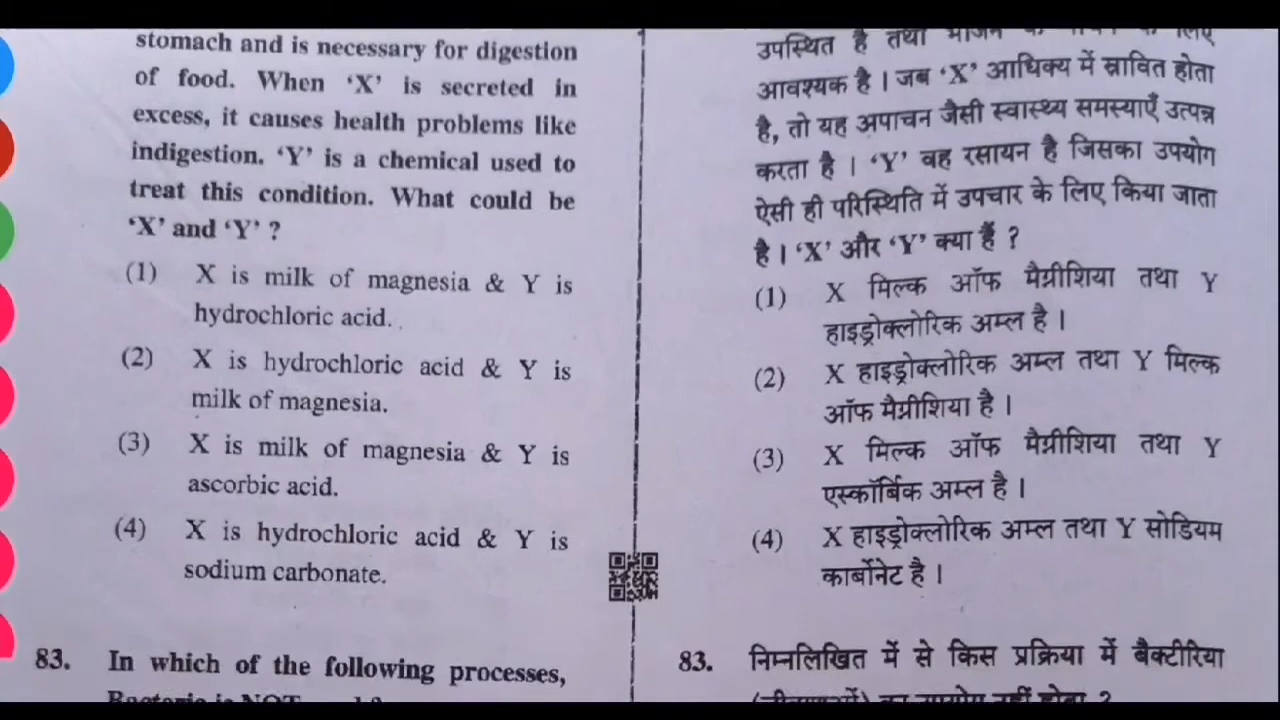 stomach and is necessary for digestion
of food. When ‘X’ is secreted in
excess, it causes health problems like
indigestion. ‘Y’ is a chemical used to
treat this condition. What could be
‘X’ and ‘Y’ ?
(1) X is milk of magnesia & Y is
hydrochloric acid.
(2) X is hydrochloric acid & Y is
milk of magnesia.
(3) X is milk of magnesia & Y is
ascorbic acid.
(4) X is hydrochloric acid & Y is
sodium carbonate.
83. In which of the following processes,
उपस्थित है तथा
आवश्यक है । जब ‘X’ आधिक्य में स्रावित होता
है, तो यह अपाचन जैसी स्वास्थ्य समस्याएँ उत्पन्न
करता है । ‘Y’ वह रसायन है जिसका उपयोग
ऐसी ही परिस्थिति में उपचार के लिए किया जाता
है । ‘X’ और ‘Y’ क्या हैं ?
(1) X मिल्क ऑफ मैग्नीशिया तथा Y
हाइड्रोक्लोरिक अम्ल है ।
(2) X हाइड्रोक्लोरिक अम्ल तथा Y मिल्क
ऑफ मैग्नीशिया है ।
(3) X मिल्क ऑफ मैग्नीशिया तथा Y
एस्कॉर्बिक अम्ल है ।
(4) X हाइड्रोक्लोरिक अम्ल तथा Y सोडियम
कार्बोनेट है ।
83. निम्नलिखित में से किस प्रक्रिया में बैक्टीरिया